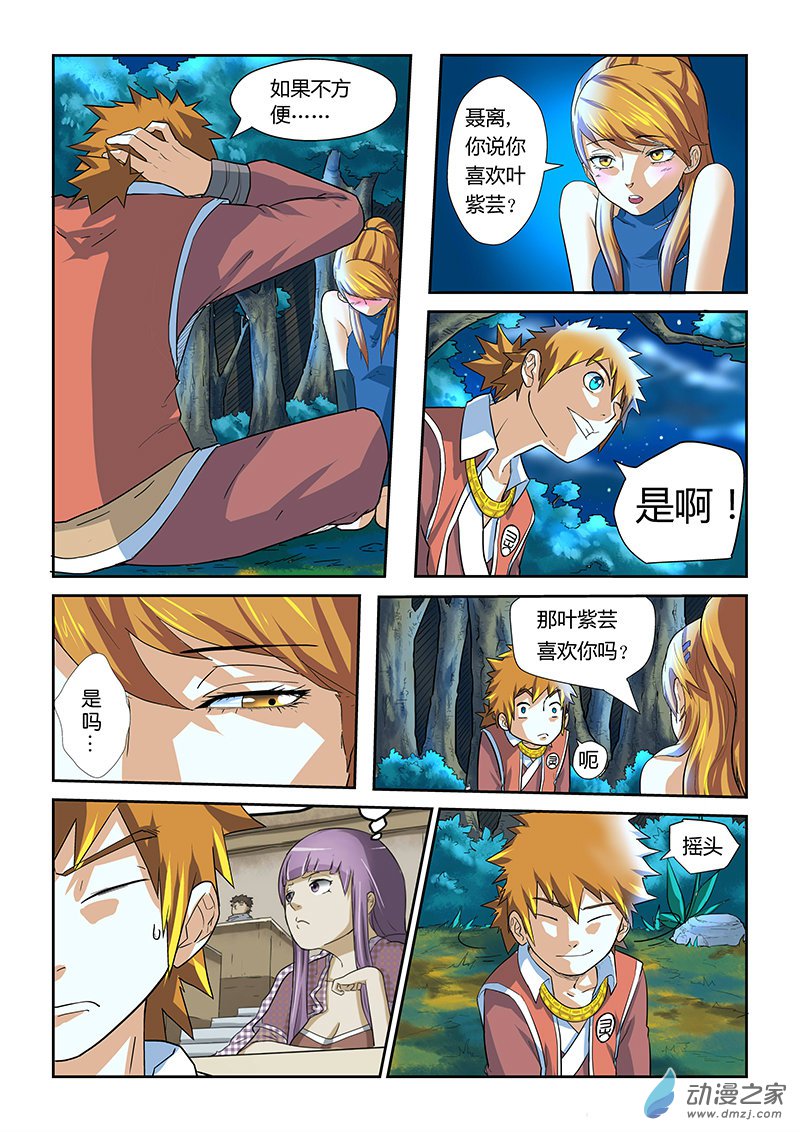 如果不方
便……
聂离,
你说你
喜欢叶
紫芸?
是啊!
灵
是
吗…
那叶紫芸
喜欢你吗?
呃
灵
摇头
灵
动漫之家
www.dmzj.com